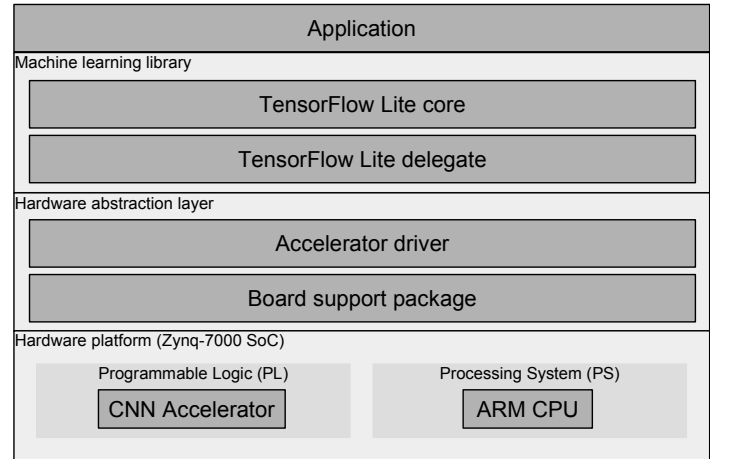 Application
Machine learning library
TensorFlow Lite core
TensorFlow Lite delegate
Hardware abstraction layer
Accelerator driver
Board support package
Hardware platform (Zynq-7000 SoC)
Programmable Logic (PL)
CNN Accelerator
Processing System (PS)
ARM CPU